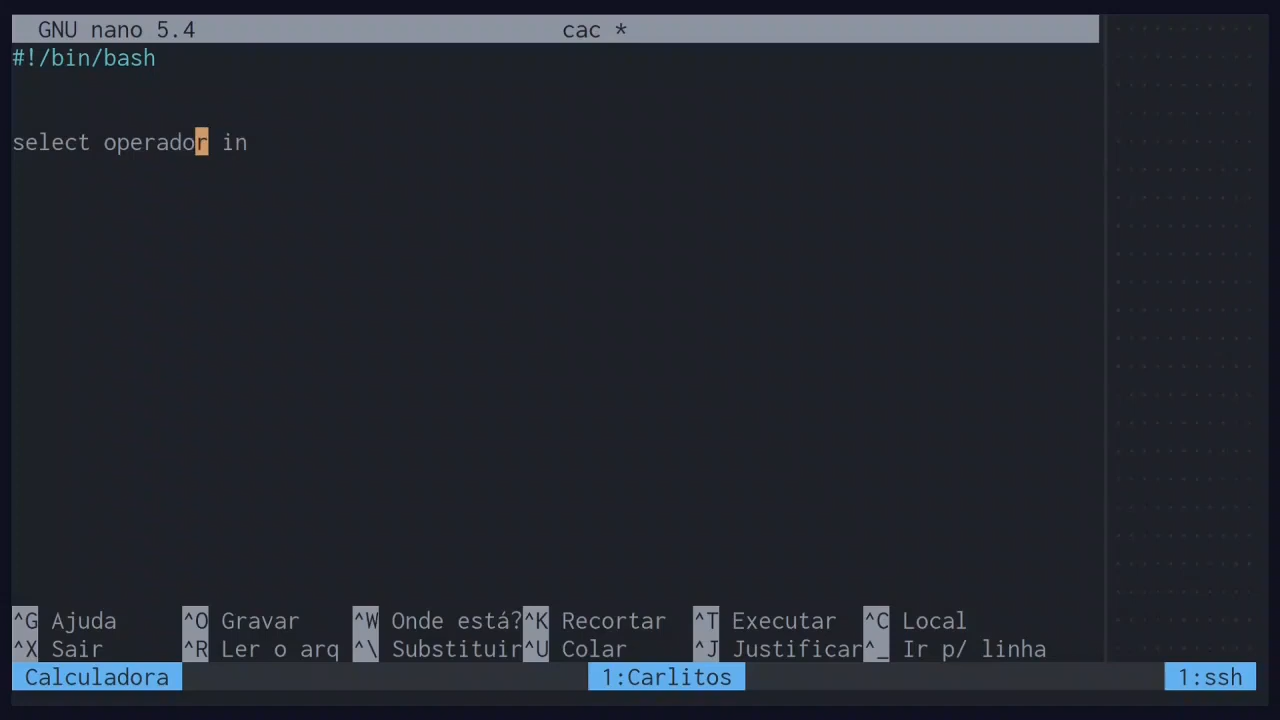 GNU nano 5.4 cac *
#!/bin/bash
select operador in
^G Ajuda ^O Gravar ^W Onde está? ^K Recortar ^T Executar ^C Local
^X Sair ^R Ler o arq ^\ Substituir ^U Colar ^J Justificar ^_ Ir p/ linha
Calculadora 1:Carlitos 1:ssh